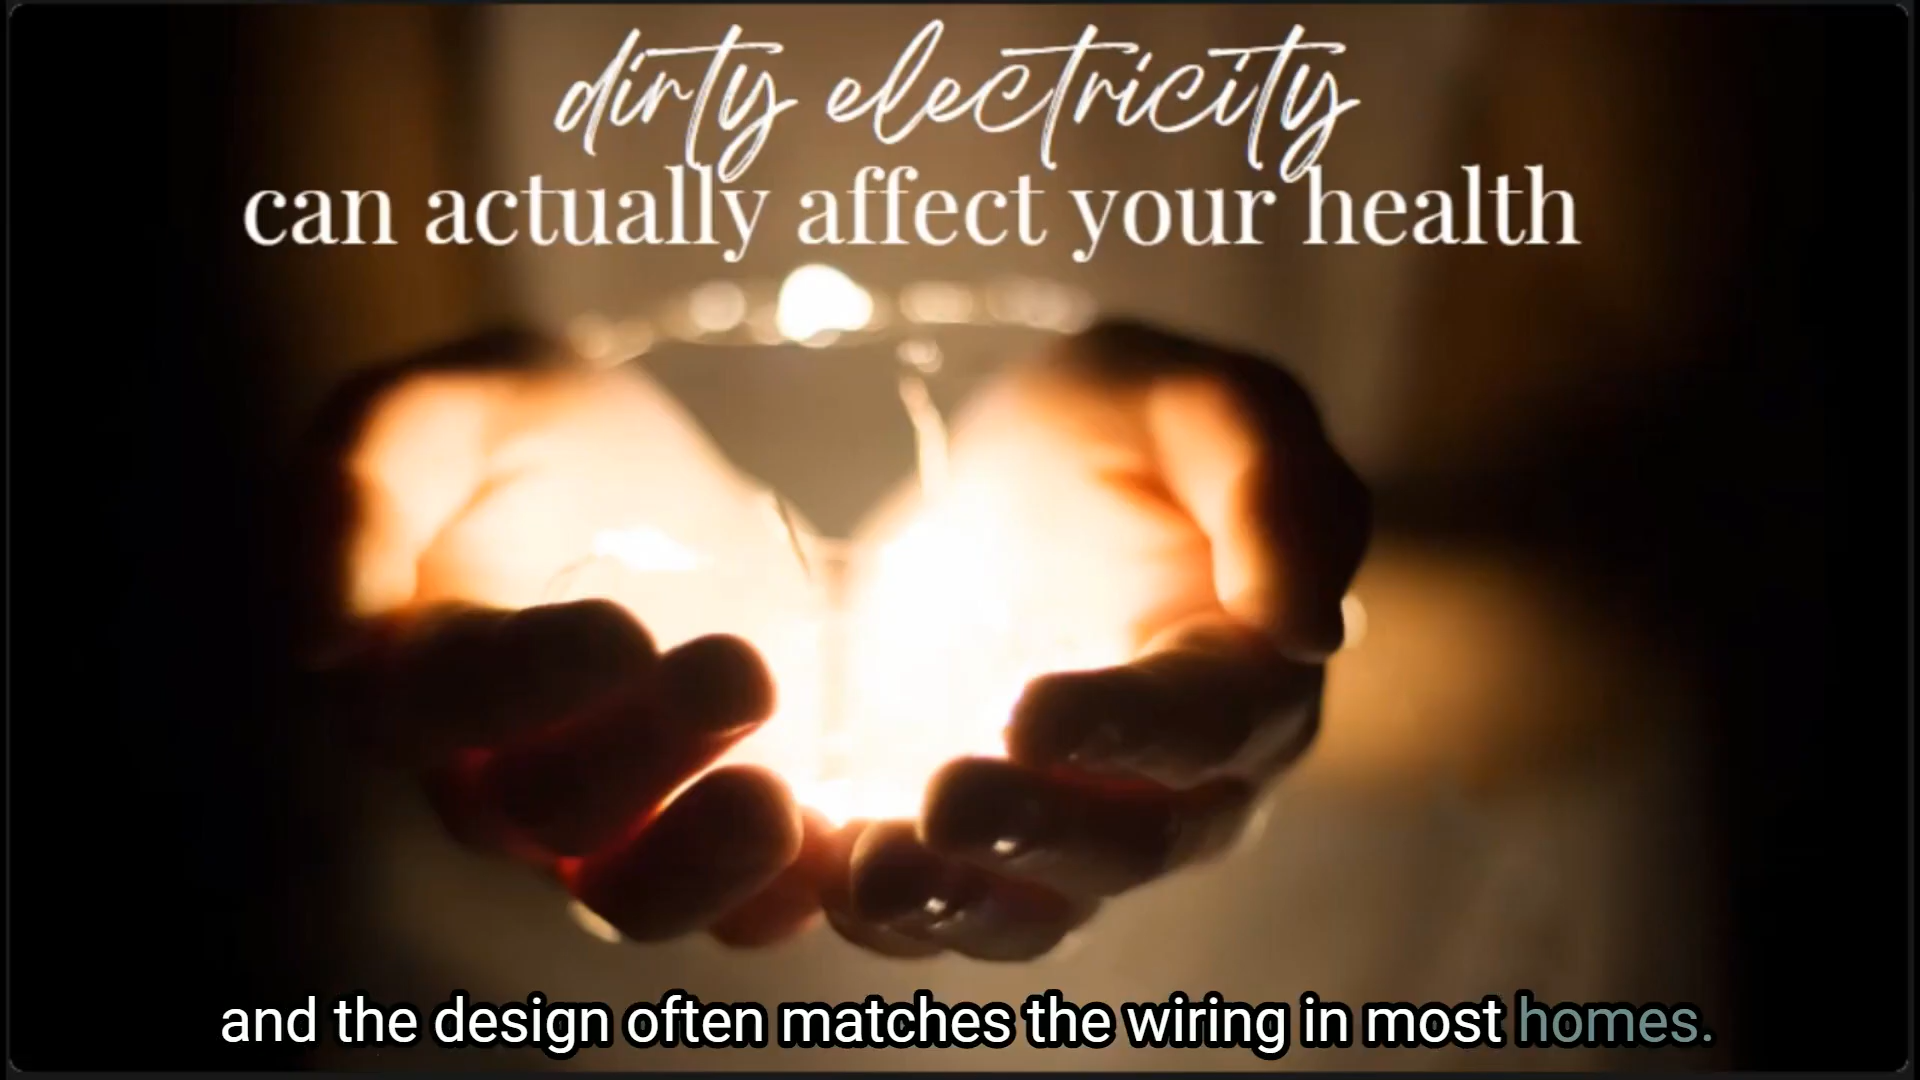 dirty electricity
can actually affect your health
and the design often matches the wiring in most homes.